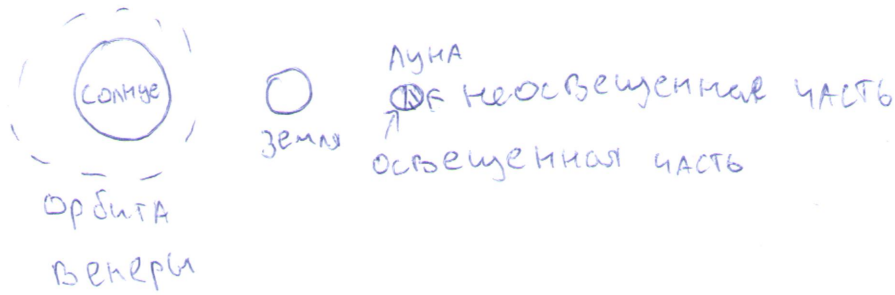 Луна
Солнце
← неосвещенная часть
Земля
↑
освещенная часть
Орбита
Венеры